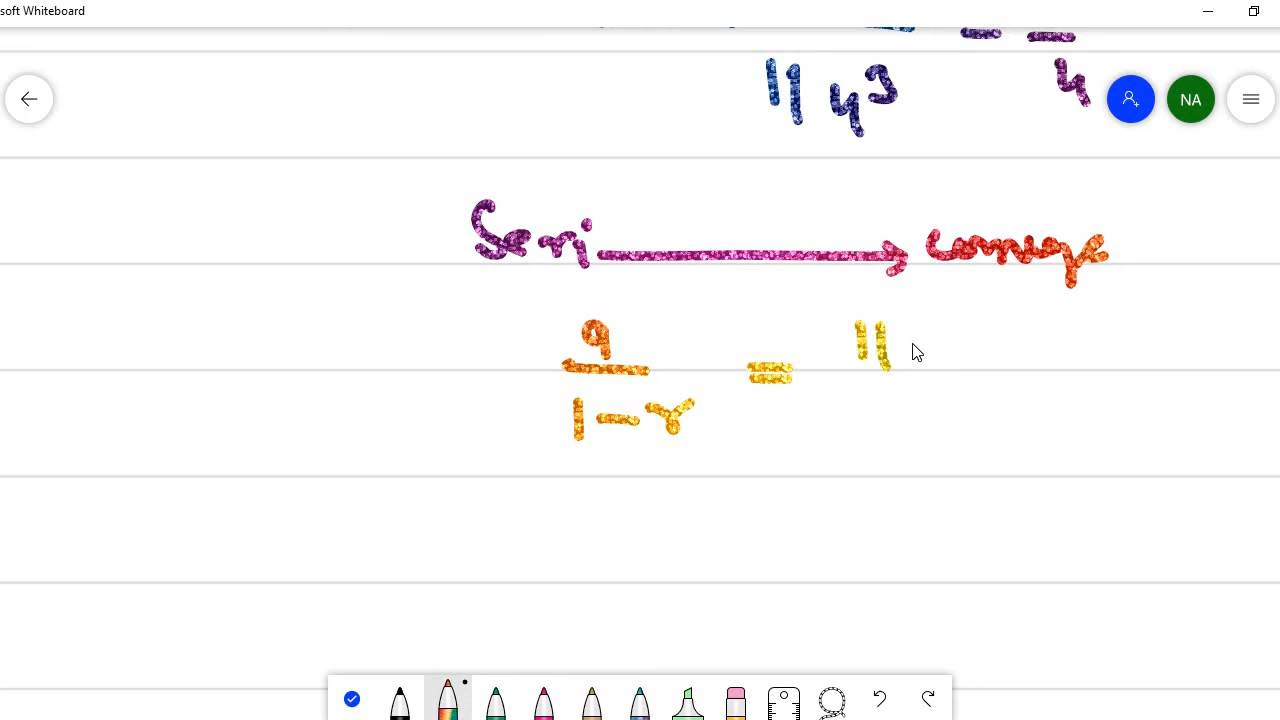 soft Whiteboard
11 4³ 4
NA
Seri → converge
a
1-r
=
11